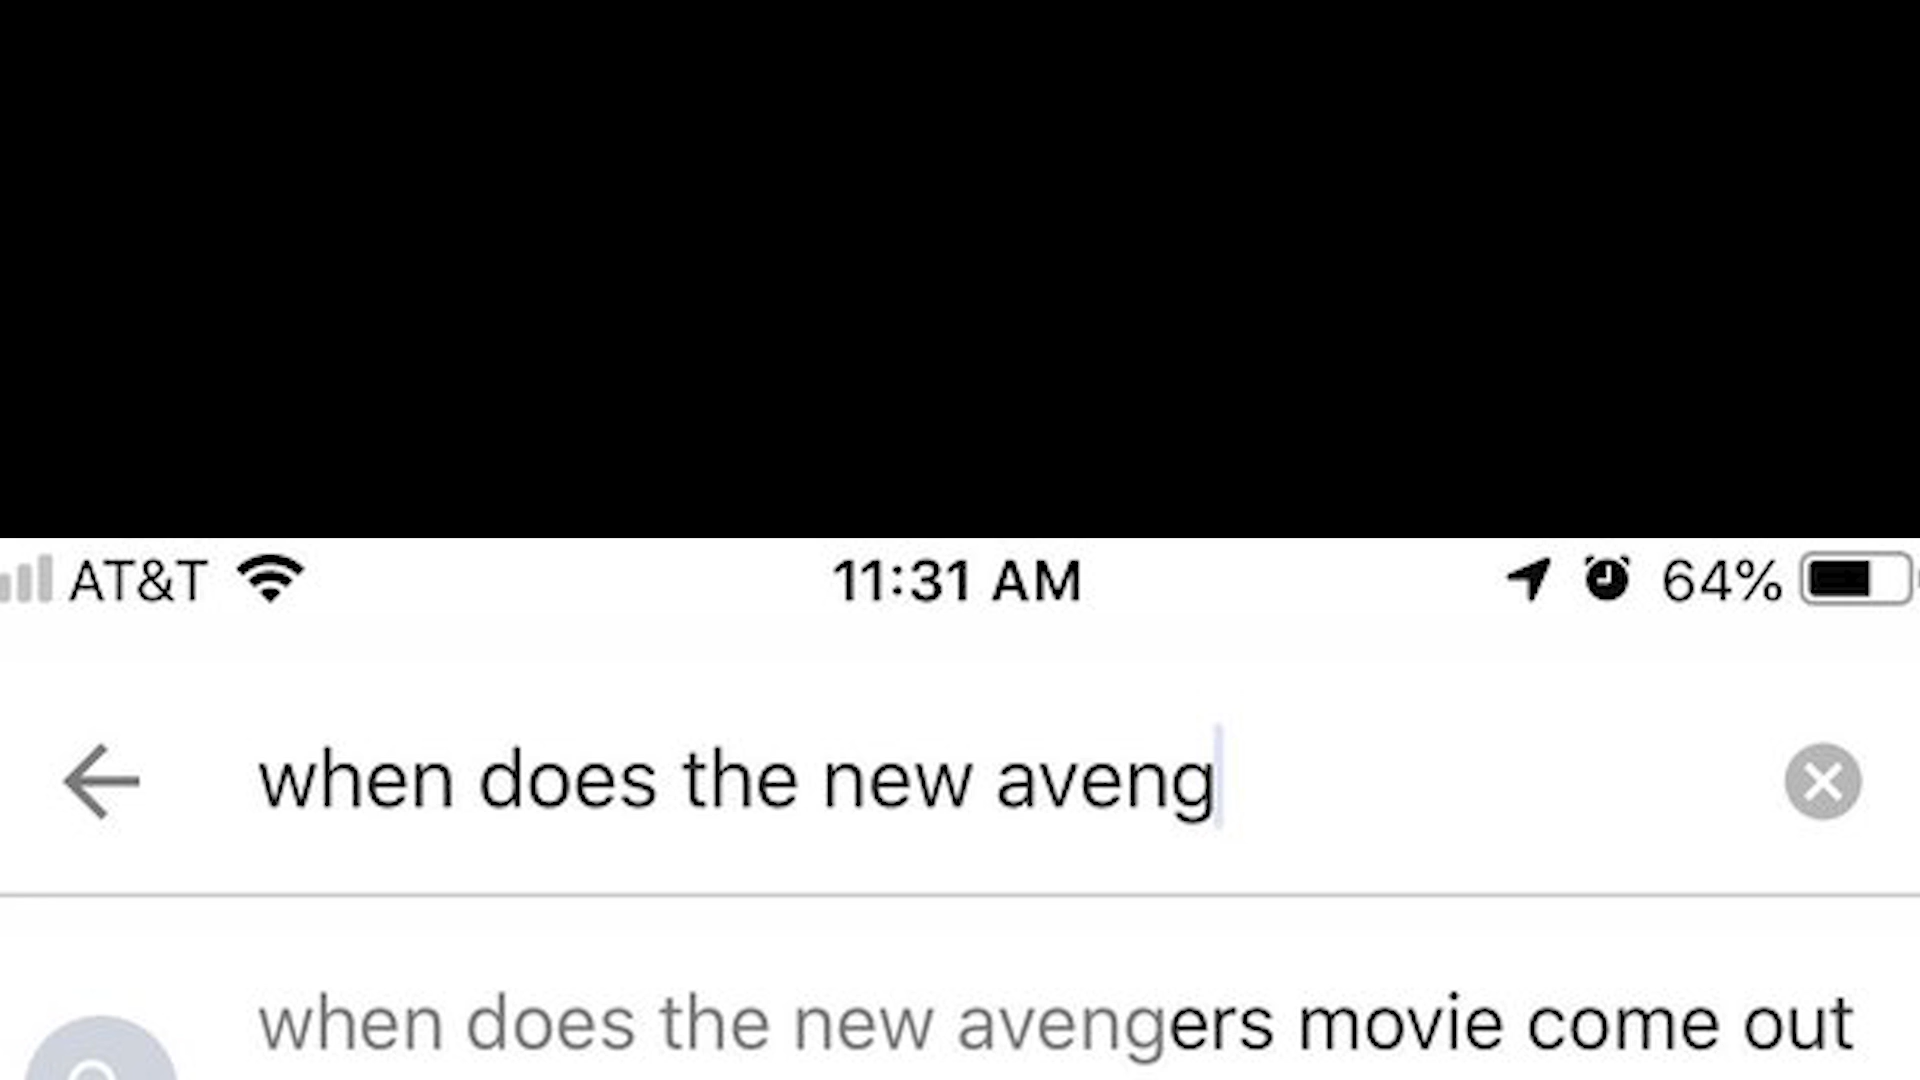 AT&T 11:31 AM 64%
when does the new aveng
when does the new avengers movie come out